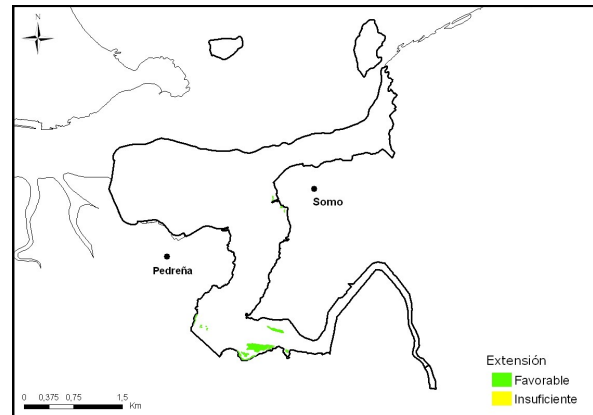 N
Somo
Pedreña
Extensión
Favorable
Insuficiente
0 0,375 0,75 1,5
Km